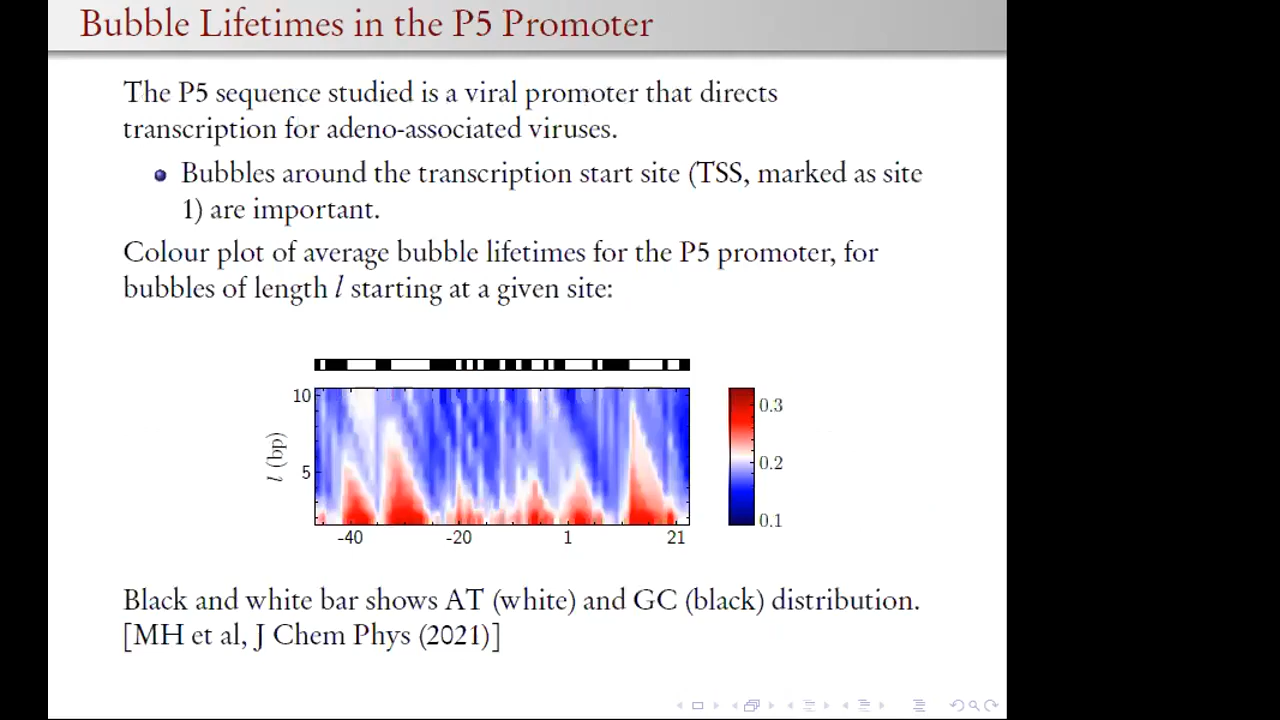 Bubble Lifetimes in the P5 Promoter
The P5 sequence studied is a viral promoter that directs
transcription for adeno-associated viruses.
Bubbles around the transcription start site (TSS, marked as site
1) are important.
Colour plot of average bubble lifetimes for the P5 promoter, for
bubbles of length l starting at a given site:
10
5
l (bp)
-40 -20 1 21
0.3
0.2
0.1
Black and white bar shows AT (white) and GC (black) distribution.
[MH et al, J Chem Phys (2021)]